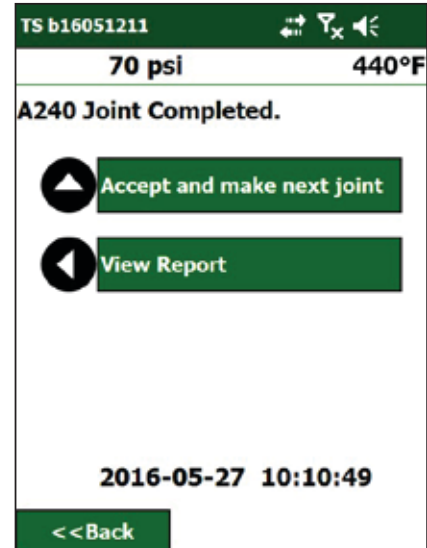 TS b16051211
70 psi 440°F
A240 Joint Completed.
Accept and make next joint
View Report
2016-05-27 10:10:49
<<Back